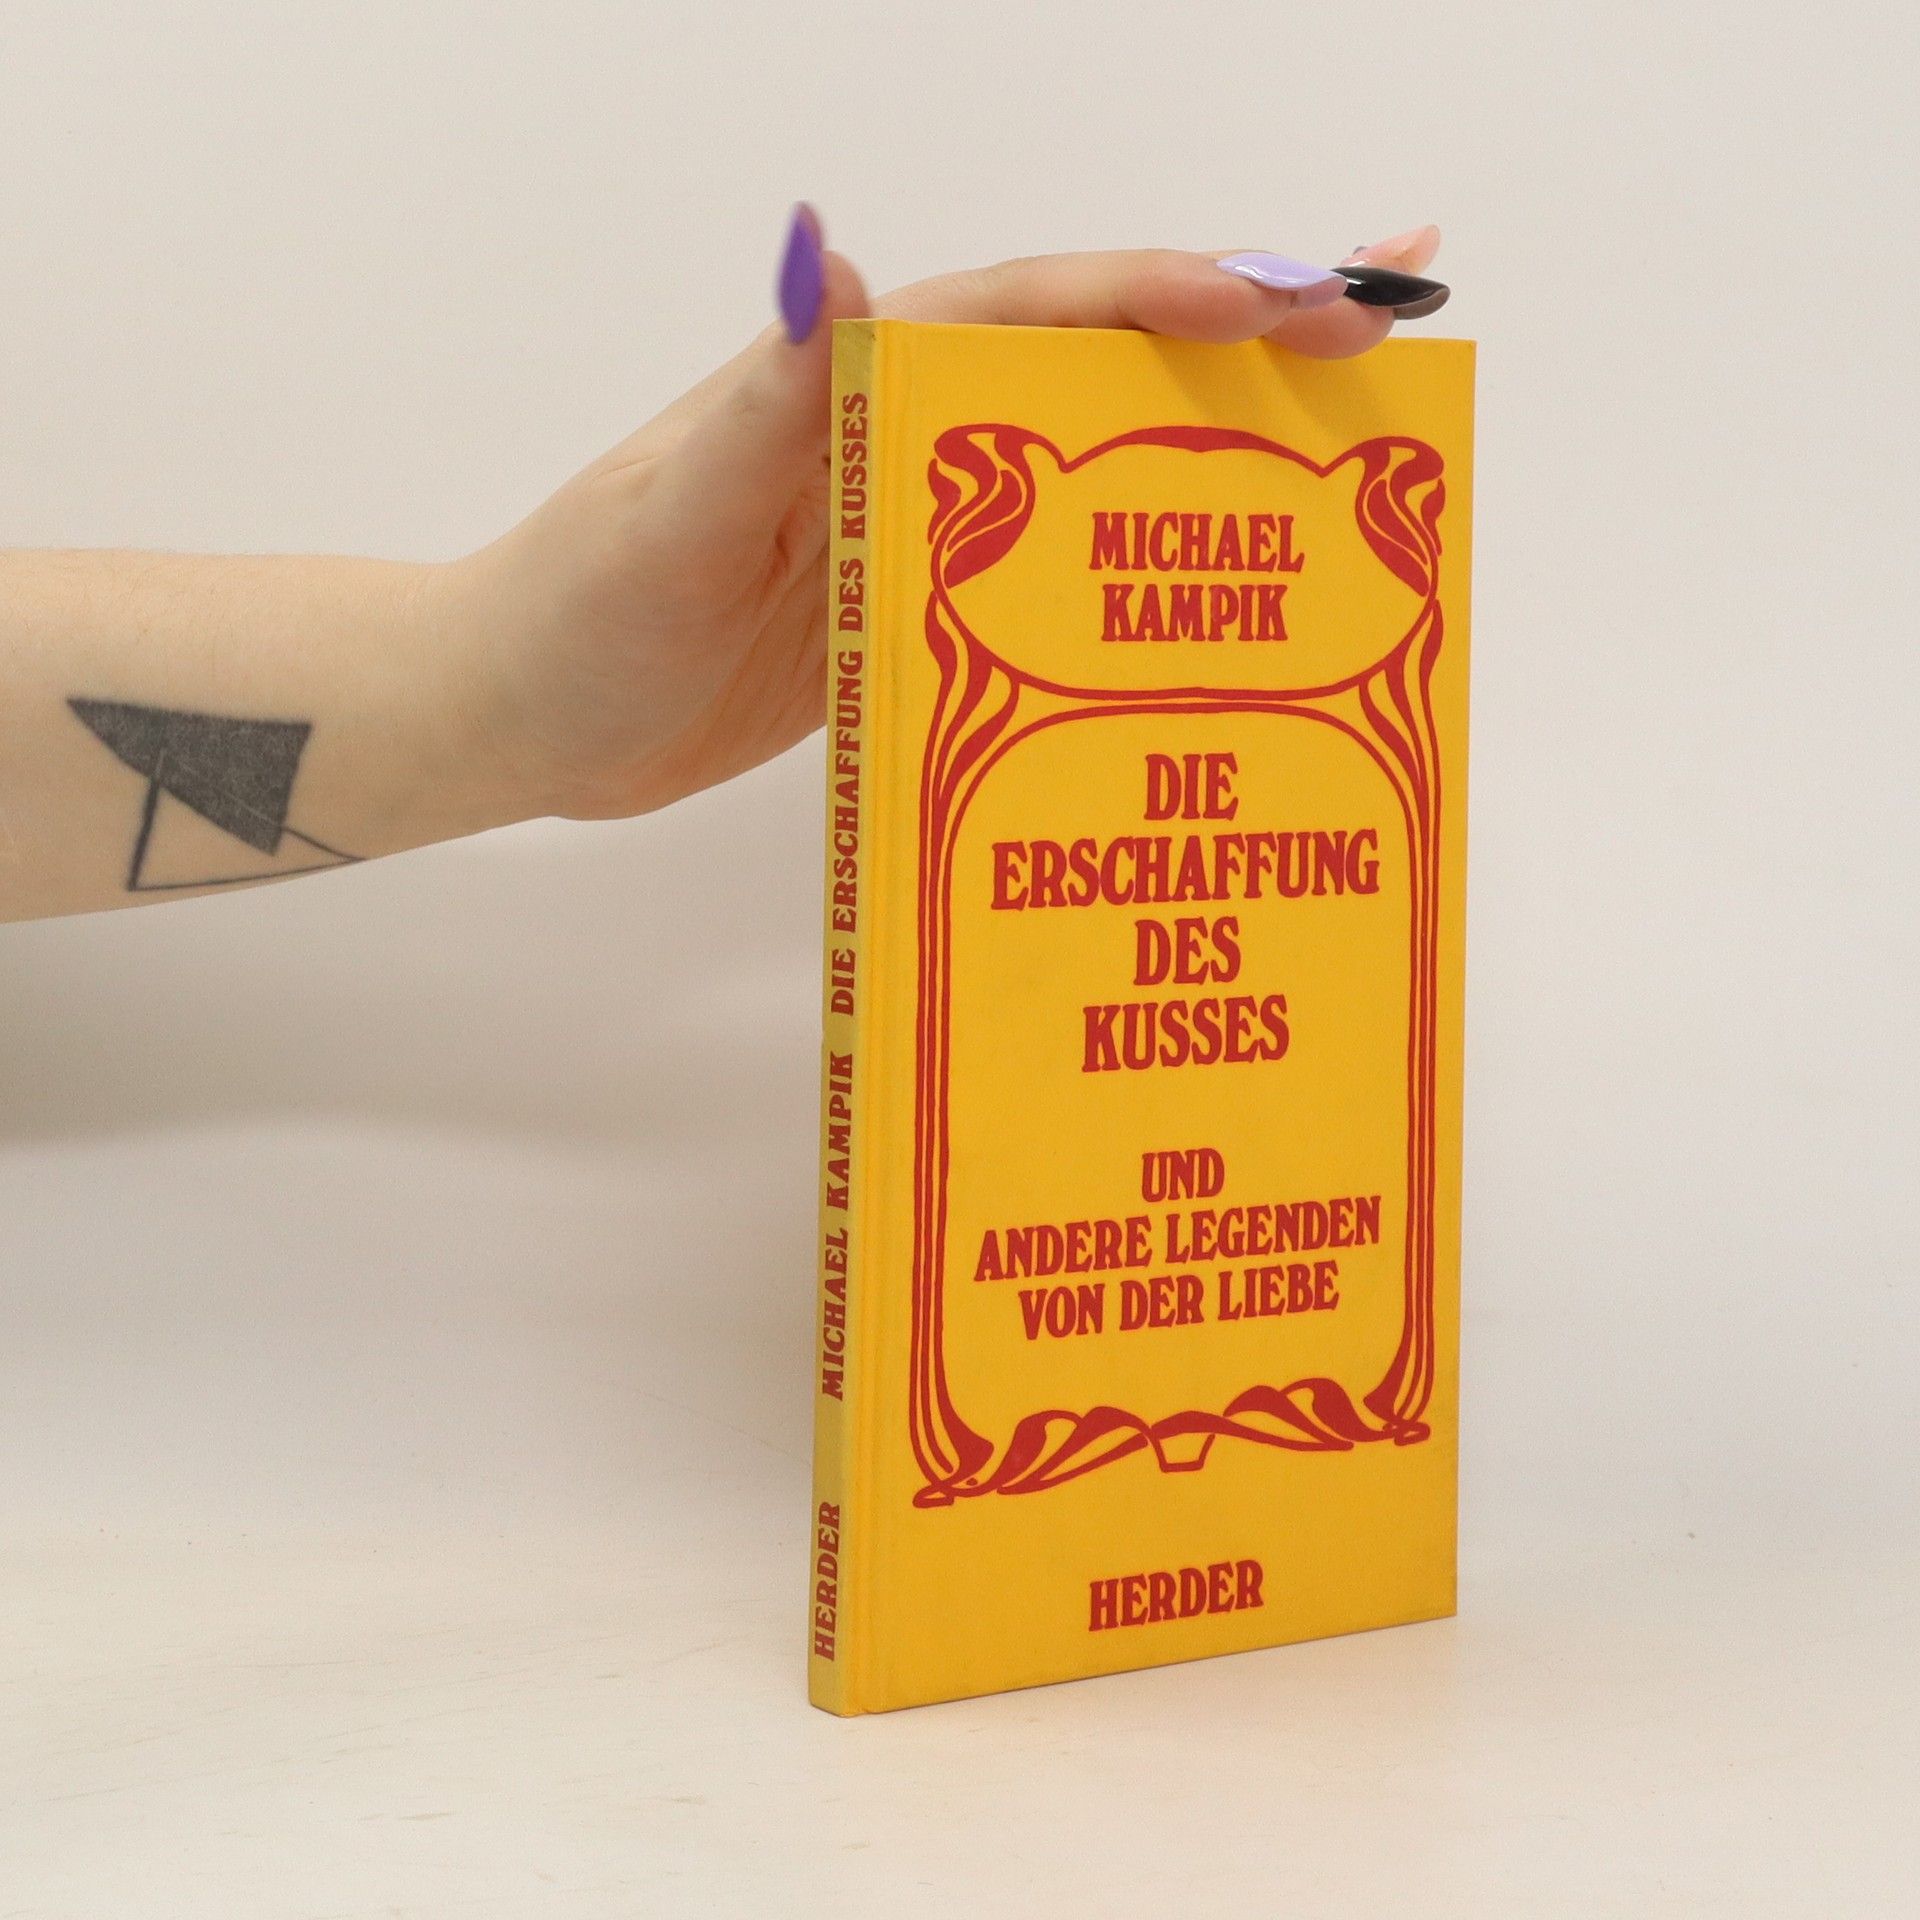 MICHAEL KAMPIK DIE ERSCHAFFUNG DES KUSSES
HERDER
MICHAEL
KAMPIK
DIE
ERSCHAFFUNG
DES
KUSSES
UND
ANDERE LEGENDEN
VON DER LIEBE
HERDER